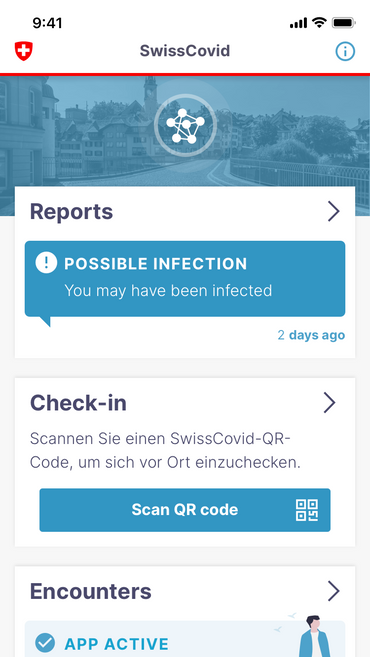 9:41
SwissCovid
Reports
POSSIBLE INFECTION
You may have been infected
2 days ago
Check-in
Scannen Sie einen SwissCovid-QR-
Code, um sich vor Ort einzuchecken.
Scan QR code
Encounters
APP ACTIVE